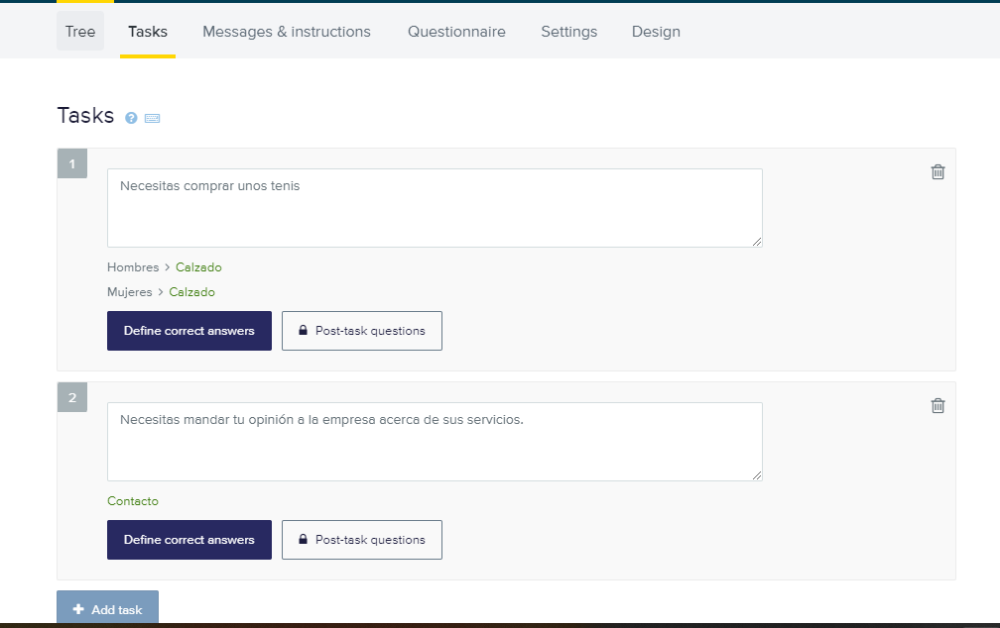 Tree Tasks Messages & instructions Questionnaire Settings Design
Tasks ?
1
Necesitas comprar unos tenis
Hombres > Calzado
Mujeres > Calzado
Define correct answers Post-task questions
2
Necesitas mandar tu opinión a la empresa acerca de sus servicios.
Contacto
Define correct answers Post-task questions
+ Add task